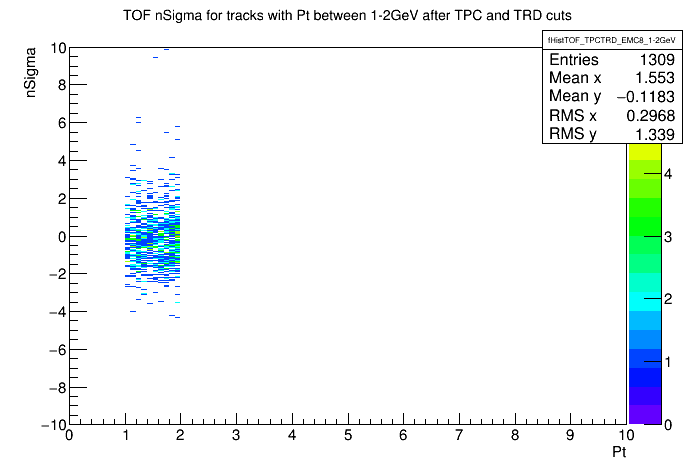 TOF nSigma for tracks with Pt between 1-2GeV after TPC and TRD cuts
fHistTOF_TPCTRD_EMC8_1-2GeV
Entries 1309
Mean x 1.553
Mean y −0.1183
RMS x 0.2968
RMS y 1.339
nSigma
10
8
6
4
2
0
−2
−4
−6
−8
−10
0 1 2 3 4 5 6 7 8 9 10
Pt
4
3
2
1
0